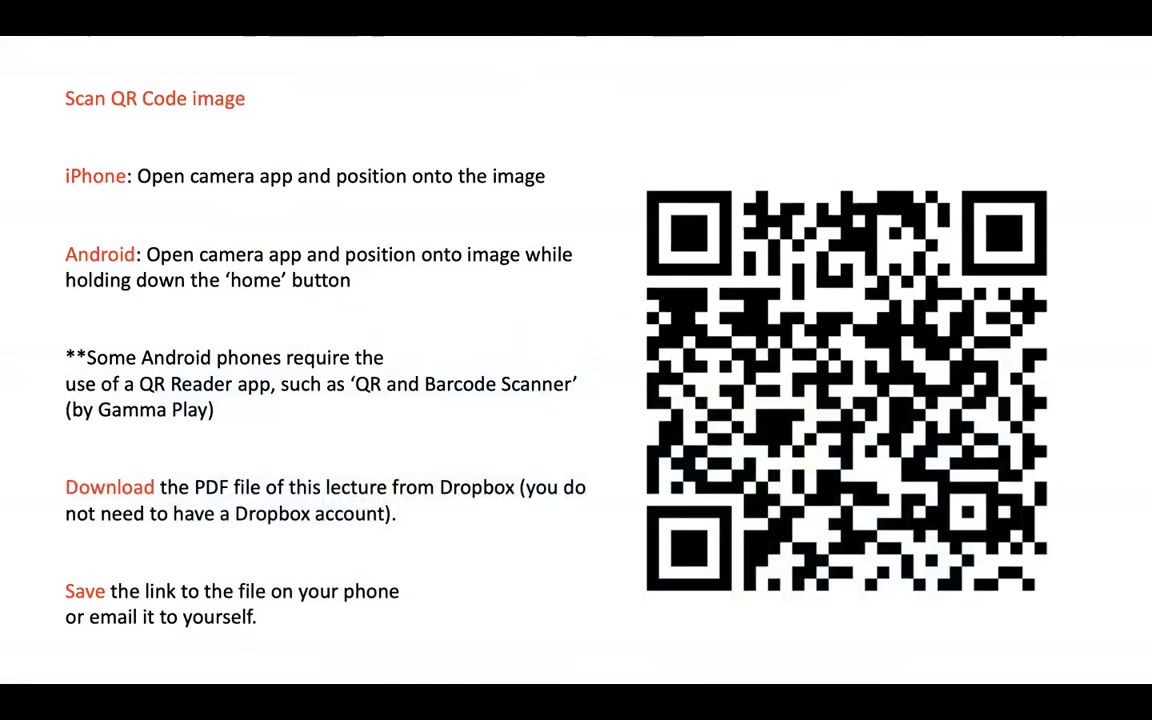 Scan QR Code image
iPhone: Open camera app and position onto the image
Android: Open camera app and position onto image while
holding down the ‘home’ button
**Some Android phones require the
use of a QR Reader app, such as ‘QR and Barcode Scanner’
(by Gamma Play)
Download the PDF file of this lecture from Dropbox (you do
not need to have a Dropbox account).
Save the link to the file on your phone
or email it to yourself.